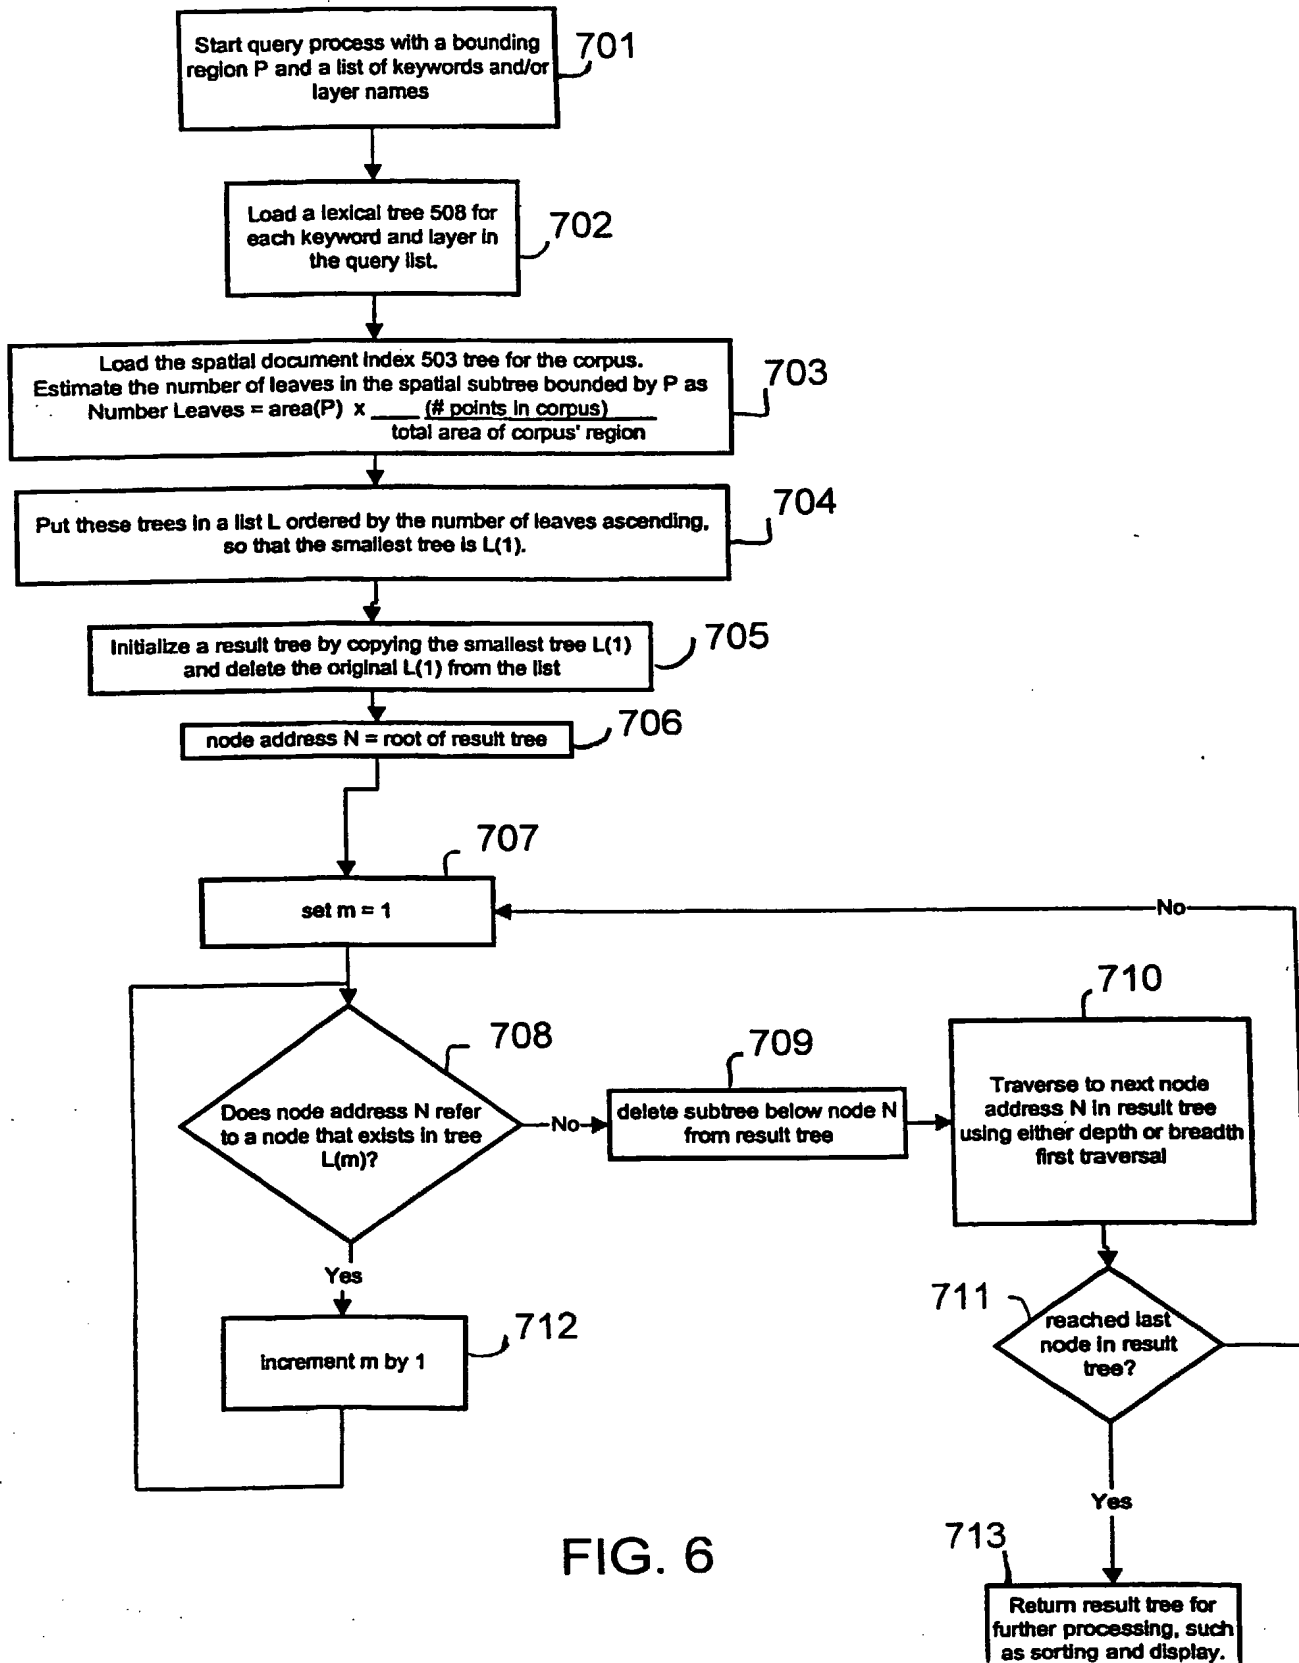 Start query process with a bounding
region P and a list of keywords and/or
layer names
701
Load a lexical tree 508 for
each keyword and layer in
the query list.
702
Load the spatial document index 503 tree for the corpus.
Estimate the number of leaves in the spatial subtree bounded by P as
Number Leaves = area(P) x (# points in corpus)
total area of corpus' region
703
Put these trees in a list L ordered by the number of leaves ascending,
so that the smallest tree is L(1).
704
Initialize a result tree by copying the smallest tree L(1)
and delete the original L(1) from the list
705
node address N = root of result tree
706
707
set m = 1
No
708
Does node address N refer
to a node that exists in tree
L(m)?
No
709
delete subtree below node N
from result tree
710
Traverse to next node
address N in result tree
using either depth or breadth
first traversal
Yes
712
increment m by 1
711
reached last
node in result
tree?
Yes
713
Return result tree for
further processing, such
as sorting and display.
FIG. 6